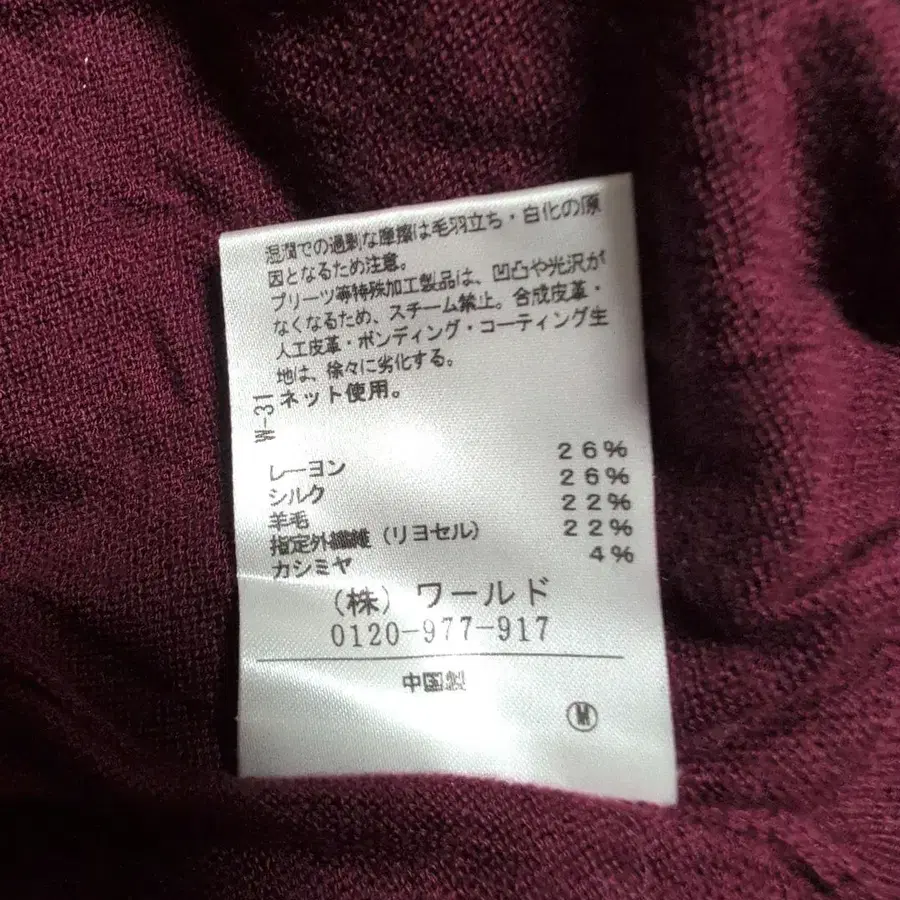 湿潤での過剰な摩擦は毛羽立ち・白化の原
因となるため注意。
プリーツ等特殊加工製品は、凹凸や光沢が
なくなるため、スチーム禁止。合成皮革・
人工皮革・ボンディング・コーティング生
地は、徐々に劣化する。
ネット使用。
W-31
レーヨン 26%
シルク 26%
羊毛 22%
指定外繊維（リヨセル） 22%
カシミヤ 4%
（株）ワールド
0120-977-917
中国製
M